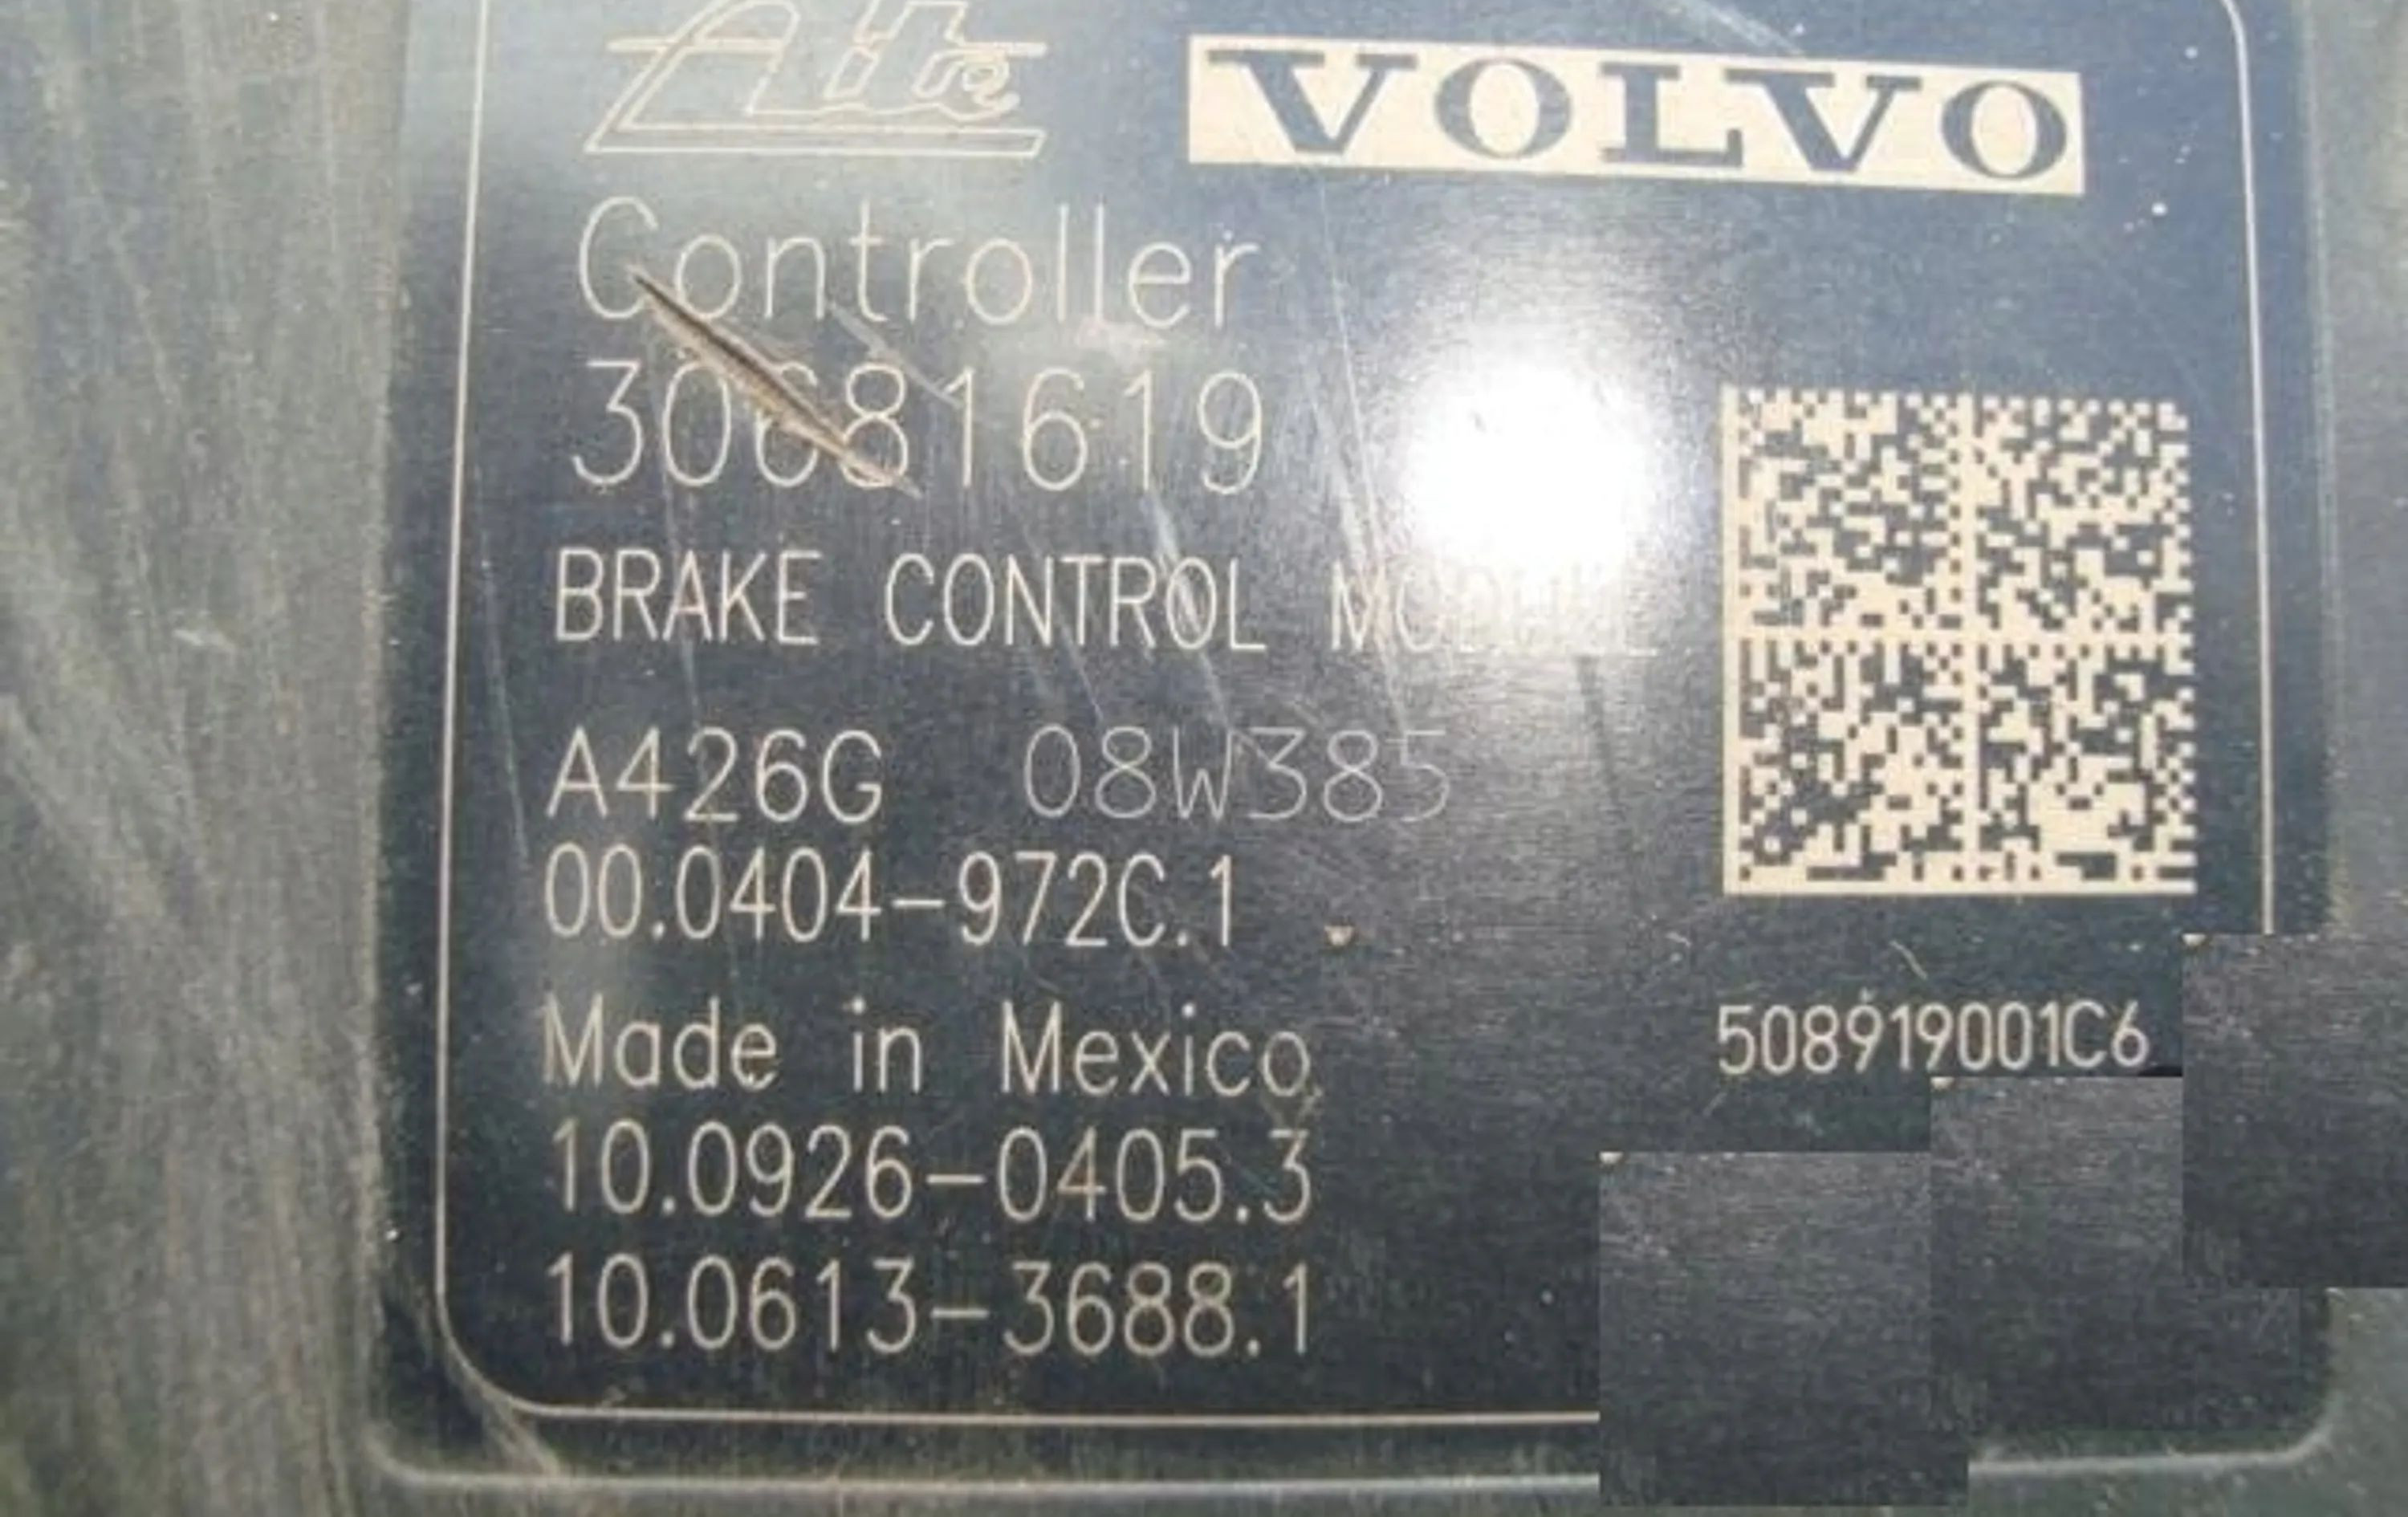 Ate VOLVO
Controller
30681619
BRAKE CONTROL MODULE
A426G 08W385
00.0404-972C.1
508919001C6
Made in Mexico
10.0926-0405.3
10.0613-3688.1